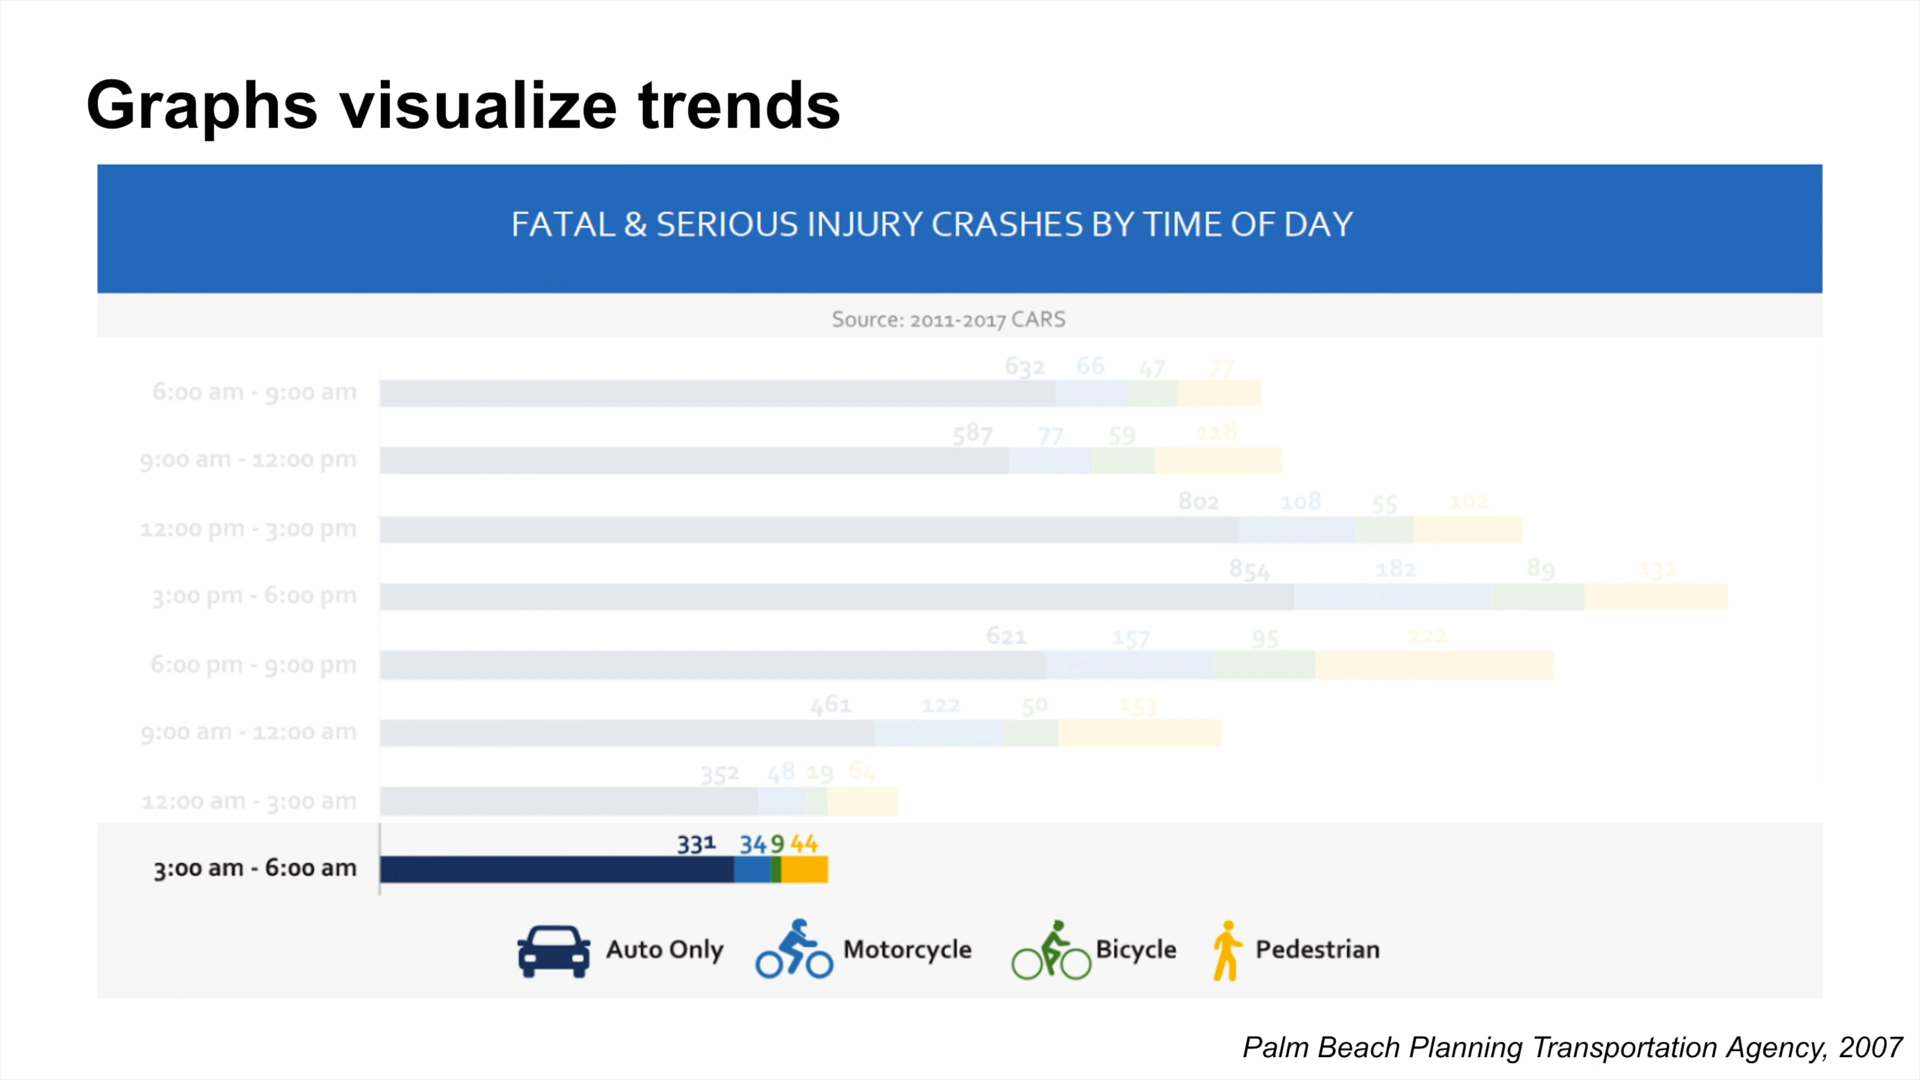 Graphs visualize trends
FATAL & SERIOUS INJURY CRASHES BY TIME OF DAY
Source: 2011-2017 CARS
632 66 47 77
6:00 am - 9:00 am
587 77 59 118
9:00 am - 12:00 pm
802 108 55 102
12:00 pm - 3:00 pm
854 182 89 132
3:00 pm - 6:00 pm
621 157 95 222
6:00 pm - 9:00 pm
461 122 50 153
9:00 am - 12:00 am
352 48 19 64
12:00 am - 3:00 am
331 34 9 44
3:00 am - 6:00 am
Auto Only Motorcycle Bicycle Pedestrian
Palm Beach Planning Transportation Agency, 2007